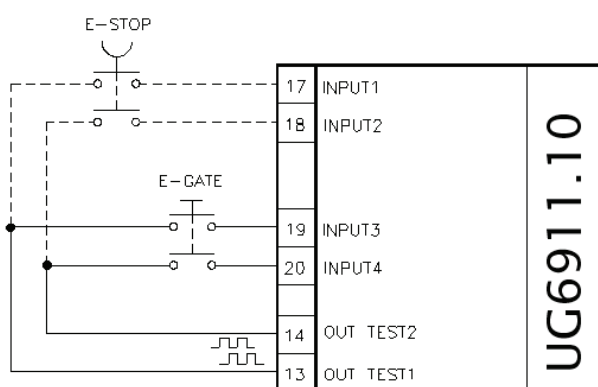 E-STOP
17 INPUT1
18 INPUT2
E-GATE
19 INPUT3
20 INPUT4
14 OUT TEST2
13 OUT TEST1
UG6911.10